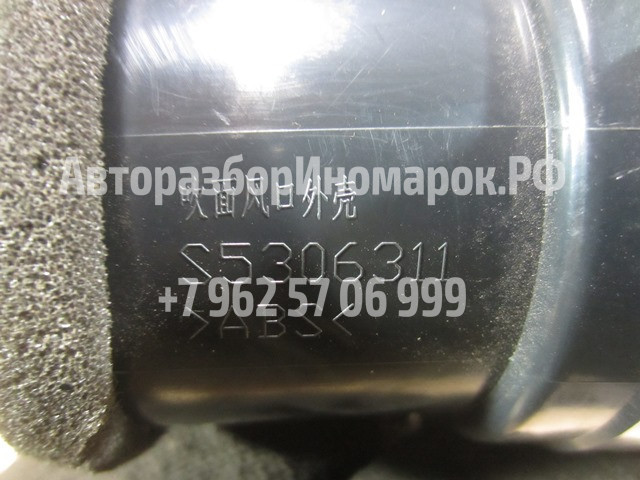 АвторазборИномарок.РФ
吹面风口外壳
S5306311
+7 962 57 06 999
>ABS<